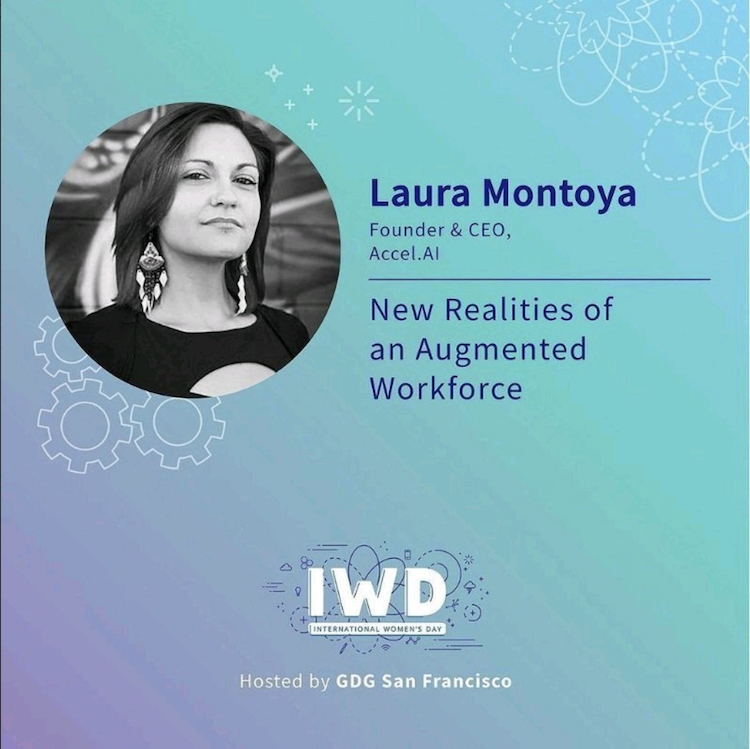 Laura Montoya
Founder & CEO,
Accel.AI
New Realities of
an Augmented
Workforce
IWD
INTERNATIONAL WOMEN'S DAY
Hosted by GDG San Francisco